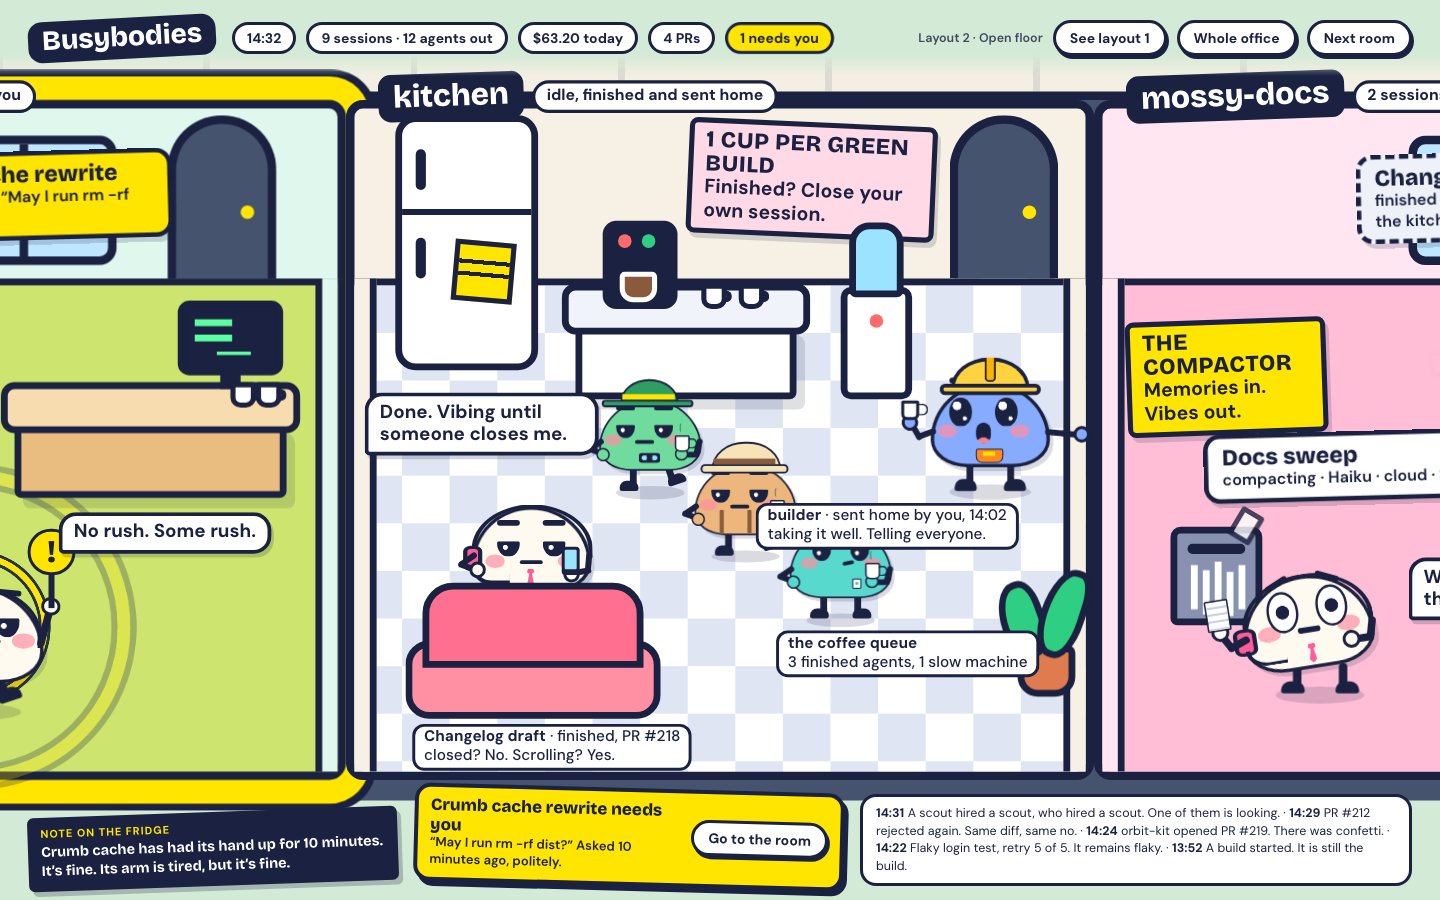 Busybodies
14:32
9 sessions · 12 agents out
$63.20 today
4 PRs
1 needs you
Layout 2 · Open floor
See layout 1
Whole office
Next room
you
kitchen
idle, finished and sent home
mossy-docs
2 sessions
he rewrite
“May I run rm -rf
1 CUP PER GREEN
BUILD
Finished? Close your
own session.
finished
the kitch
THE
COMPACTOR
Memories in.
Vibes out.
Done. Vibing until
someone closes me.
Docs sweep
compacting · Haiku · cloud ·
No rush. Some rush.
!
builder · sent home by you, 14:02
taking it well. Telling everyone.
the coffee queue
3 finished agents, 1 slow machine
Changelog draft · finished, PR #218
closed? No. Scrolling? Yes.
NOTE ON THE FRIDGE
Crumb cache has had its hand up for 10 minutes.
It’s fine. Its arm is tired, but it’s fine.
Crumb cache rewrite needs
you
“May I run rm -rf dist?” Asked 10
minutes ago, politely.
Go to the room
14:31 A scout hired a scout, who hired a scout. One of them is looking. · 14:29 PR #212
rejected again. Same diff, same no. · 14:24 orbit-kit opened PR #219. There was confetti. ·
14:22 Flaky login test, retry 5 of 5. It remains flaky. · 13:52 A build started. It is still the
build.